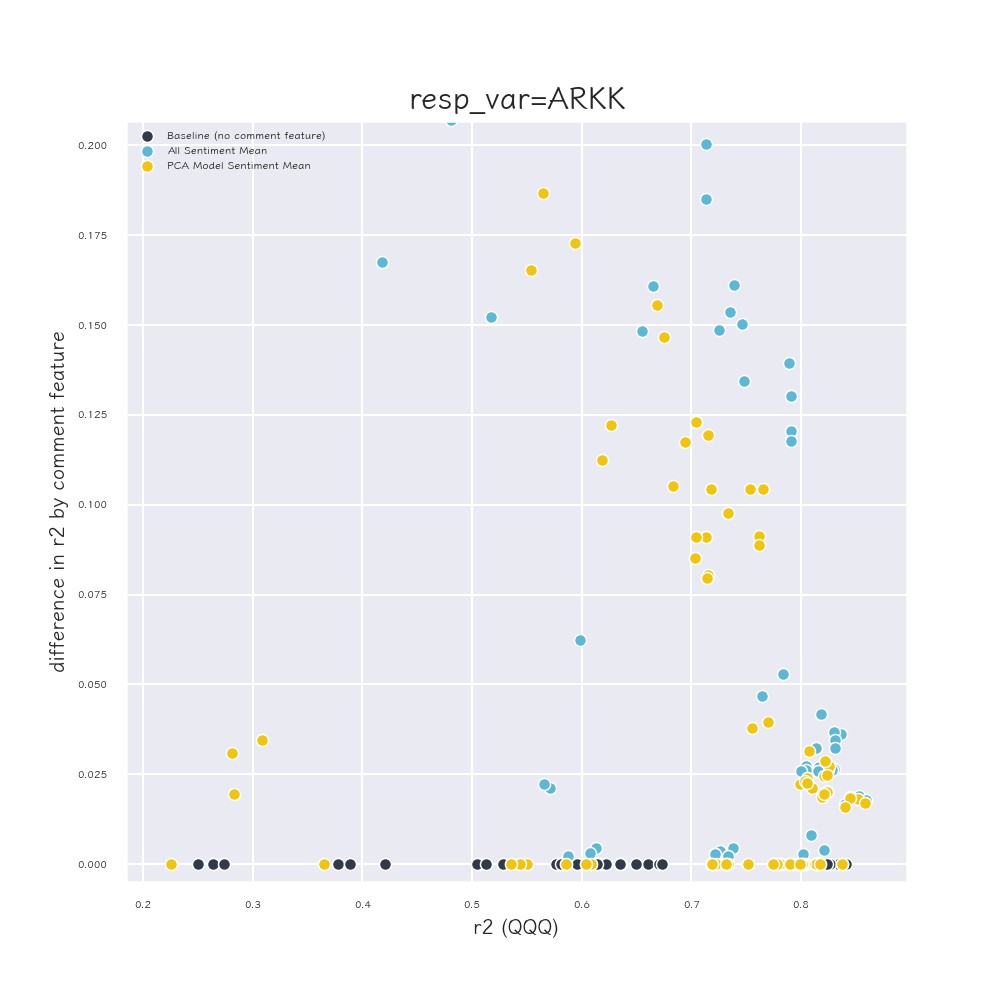 resp_var=ARKK
Baseline (no comment feature)
All Sentiment Mean
PCA Model Sentiment Mean
0.200
0.175
0.150
0.125
0.100
0.075
0.050
0.025
0.000
difference in r2 by comment feature
0.2 0.3 0.4 0.5 0.6 0.7 0.8
r2 (QQQ)